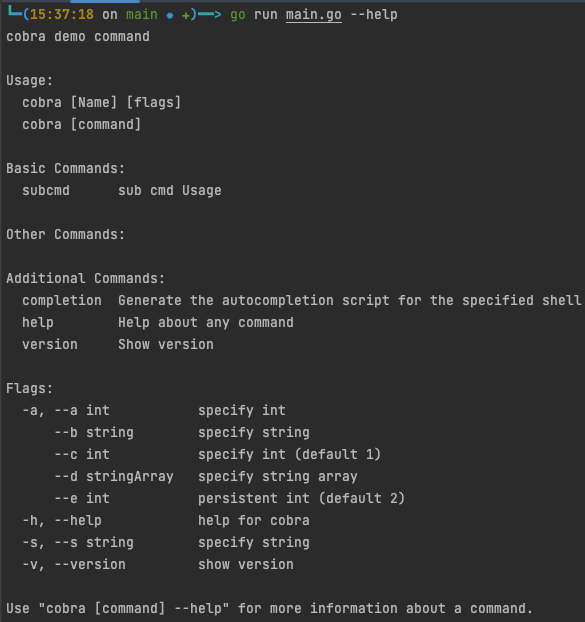 (15:37:18 on main ● +)──> go run main.go --help
cobra demo command
Usage:
cobra [Name] [flags]
cobra [command]
Basic Commands:
subcmd      sub cmd Usage
Other Commands:
Additional Commands:
completion  Generate the autocompletion script for the specified shell
help        Help about any command
version     Show version
Flags:
-a, --a int           specify int
--b string        specify string
--c int           specify int (default 1)
--d stringArray   specify string array
--e int           persistent int (default 2)
-h, --help            help for cobra
-s, --s string        specify string
-v, --version         show version
Use "cobra [command] --help" for more information about a command.